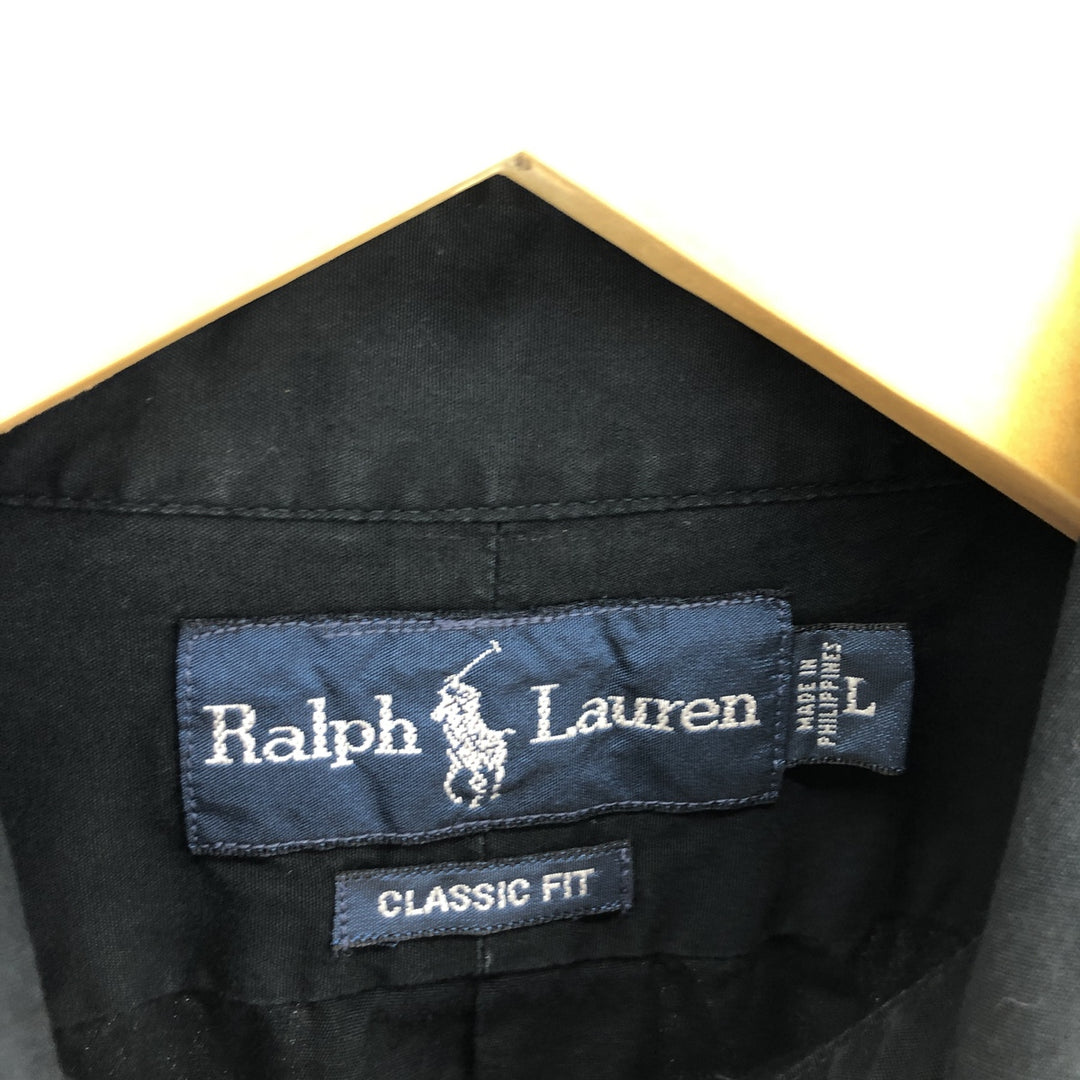 Ralph Lauren
MADE IN
PHILIPPINES
L
CLASSIC FIT